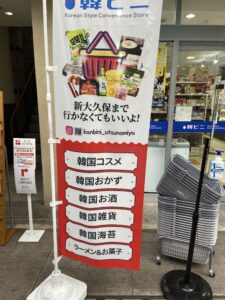 韓ビニ
Korean Style Convenience Store
新大久保まで
行かなくてもいいよ!
kanbini_utsunomiya
韓国コスメ
韓国おかず
韓国お酒
韓国雑貨
韓国海苔
ラーメン&お菓子